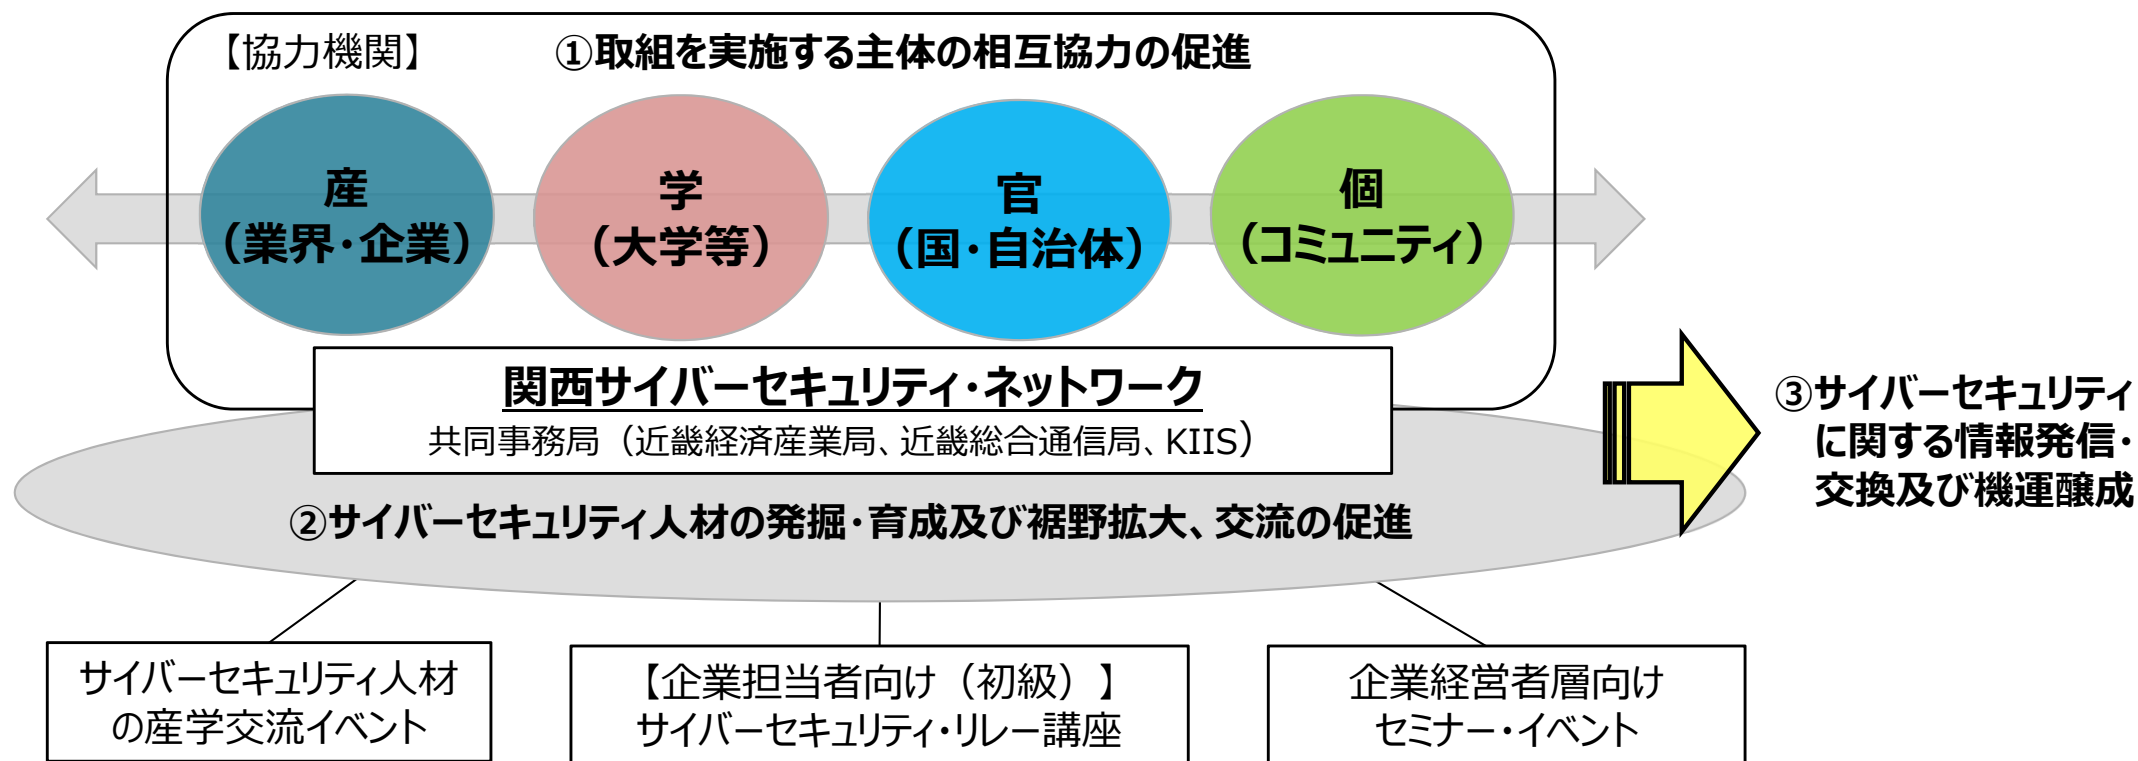 【協力機関】
①取組を実施する主体の相互協力の促進
産
（業界・企業）
学
（大学等）
官
（国・自治体）
個
（コミュニティ）
関西サイバーセキュリティ・ネットワーク
共同事務局（近畿経済産業局、近畿総合通信局、KIIS）
②サイバーセキュリティ人材の発掘・育成及び裾野拡大、交流の促進
③サイバーセキュリティ
に関する情報発信・
交換及び機運醸成
サイバーセキュリティ人材
の産学交流イベント
【企業担当者向け（初級）】
サイバーセキュリティ・リレー講座
企業経営者層向け
セミナー・イベント